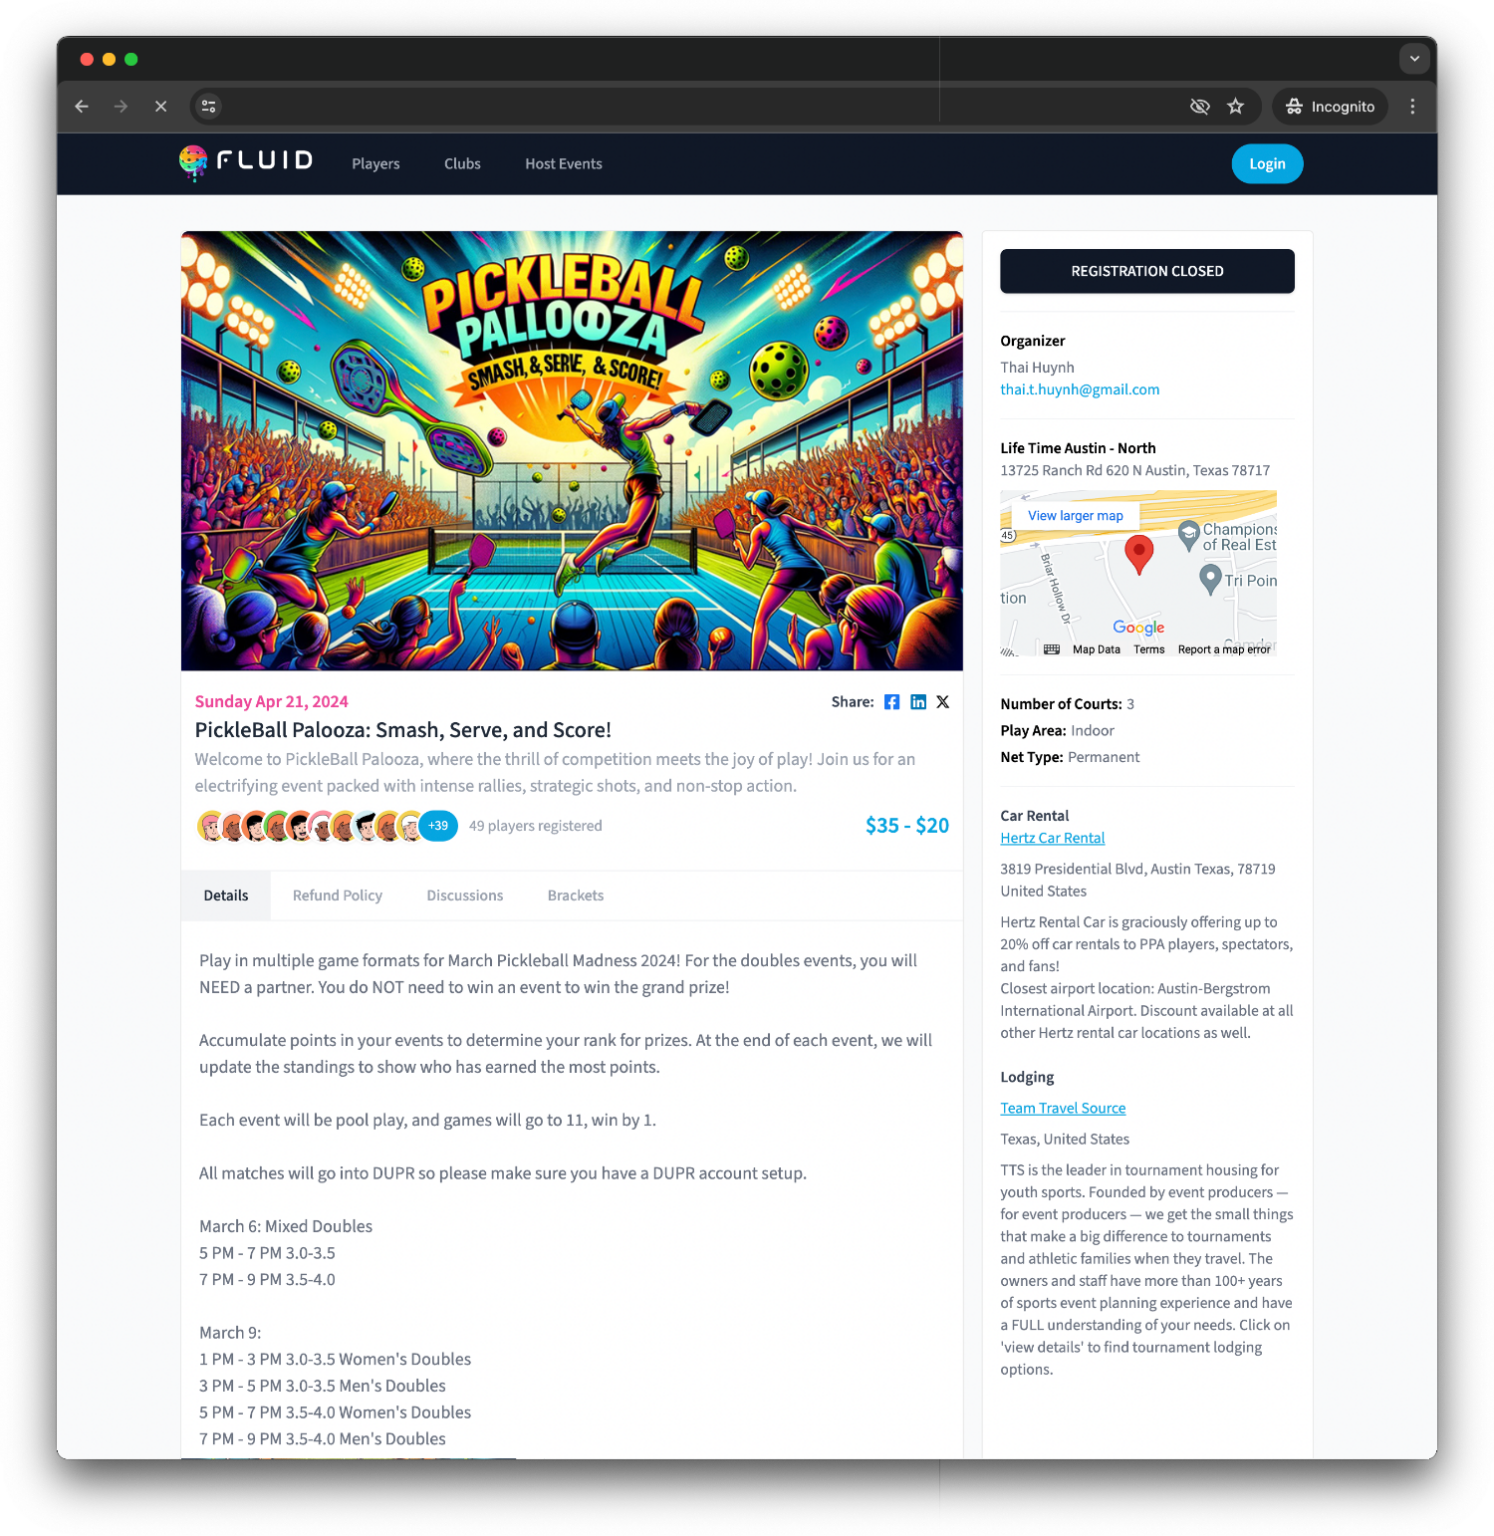 Incognito
FLUID
Players
Clubs
Host Events
Login
PICKLEBALL
PALLOOZA
SMASH, & SERVE, & SCORE!
Sunday Apr 21, 2024
Share:
PickleBall Palooza: Smash, Serve, and Score!
Welcome to PickleBall Palooza, where the thrill of competition meets the joy of play! Join us for an
electrifying event packed with intense rallies, strategic shots, and non-stop action.
+39
49 players registered
$35 - $20
Details
Refund Policy
Discussions
Brackets
Play in multiple game formats for March Pickleball Madness 2024! For the doubles events, you will
NEED a partner. You do NOT need to win an event to win the grand prize!
Accumulate points in your events to determine your rank for prizes. At the end of each event, we will
update the standings to show who has earned the most points.
Each event will be pool play, and games will go to 11, win by 1.
All matches will go into DUPR so please make sure you have a DUPR account setup.
March 6: Mixed Doubles
5 PM - 7 PM 3.0-3.5
7 PM - 9 PM 3.5-4.0
March 9:
1 PM - 3 PM 3.0-3.5 Women's Doubles
3 PM - 5 PM 3.0-3.5 Men's Doubles
5 PM - 7 PM 3.5-4.0 Women's Doubles
7 PM - 9 PM 3.5-4.0 Men's Doubles
REGISTRATION CLOSED
Organizer
Thai Huynh
thai.t.huynh@gmail.com
Life Time Austin - North
13725 Ranch Rd 620 N Austin, Texas 78717
View larger map
45
Champions
of Real Est
Briar Hollow Dr
Tri Poin
tion
Google
Map Data
Terms
Report a map error
Number of Courts: 3
Play Area: Indoor
Net Type: Permanent
Car Rental
Hertz Car Rental
3819 Presidential Blvd, Austin Texas, 78719
United States
Hertz Rental Car is graciously offering up to
20% off car rentals to PPA players, spectators,
and fans!
Closest airport location: Austin-Bergstrom
International Airport. Discount available at all
other Hertz rental car locations as well.
Lodging
Team Travel Source
Texas, United States
TTS is the leader in tournament housing for
youth sports. Founded by event producers —
for event producers — we get the small things
that make a big difference to tournaments
and athletic families when they travel. The
owners and staff have more than 100+ years
of sports event planning experience and have
a FULL understanding of your needs. Click on
'view details' to find tournament lodging
options.